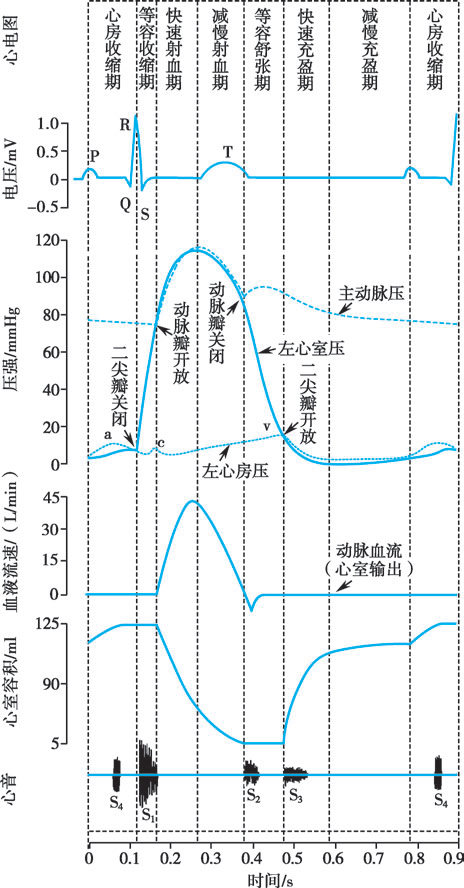 心电图
心房收缩期
等容收缩期
快速射血期
减慢射血期
等容舒张期
快速充盈期
减慢充盈期
心房收缩期
电压/mV
1.0
0.5
0
−0.5
P
R
Q
S
T
压强/mmHg
120
100
80
60
40
20
0
二尖瓣关闭
动脉瓣开放
动脉瓣关闭
主动脉压
左心室压
二尖瓣开放
a
c
v
左心房压
血液流速/(L/min)
45
30
15
0
动脉血流
(心室输出)
心室容积/ml
125
90
5
心音
S4
S1
S2
S3
S4
0
0.1
0.2
0.3
0.4
0.5
0.6
0.7
0.8
0.9
时间/s